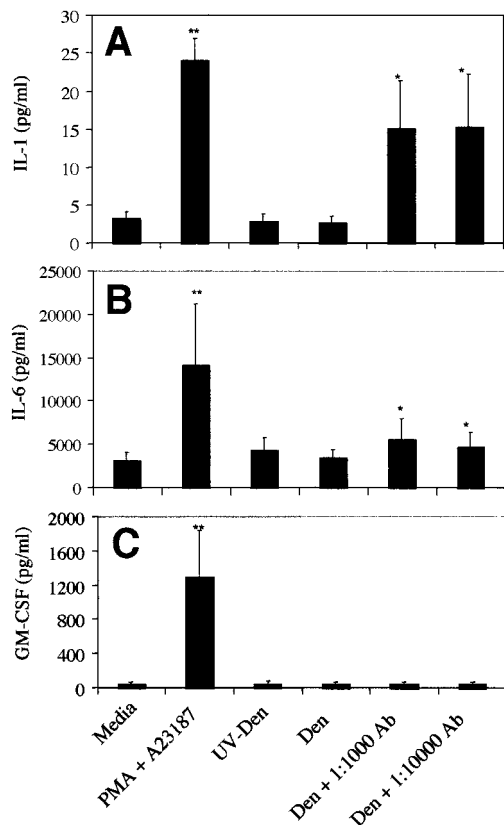 A
IL-1 (pg/ml)
30
25
20
15
10
5
0
**
*
*
B
IL-6 (pg/ml)
25000
20000
15000
10000
5000
0
**
*
*
C
GM-CSF (pg/ml)
2000
1600
1200
800
400
0
**
Media
PMA + A23187
UV-Den
Den
Den + 1:1000 Ab
Den + 1:10000 Ab